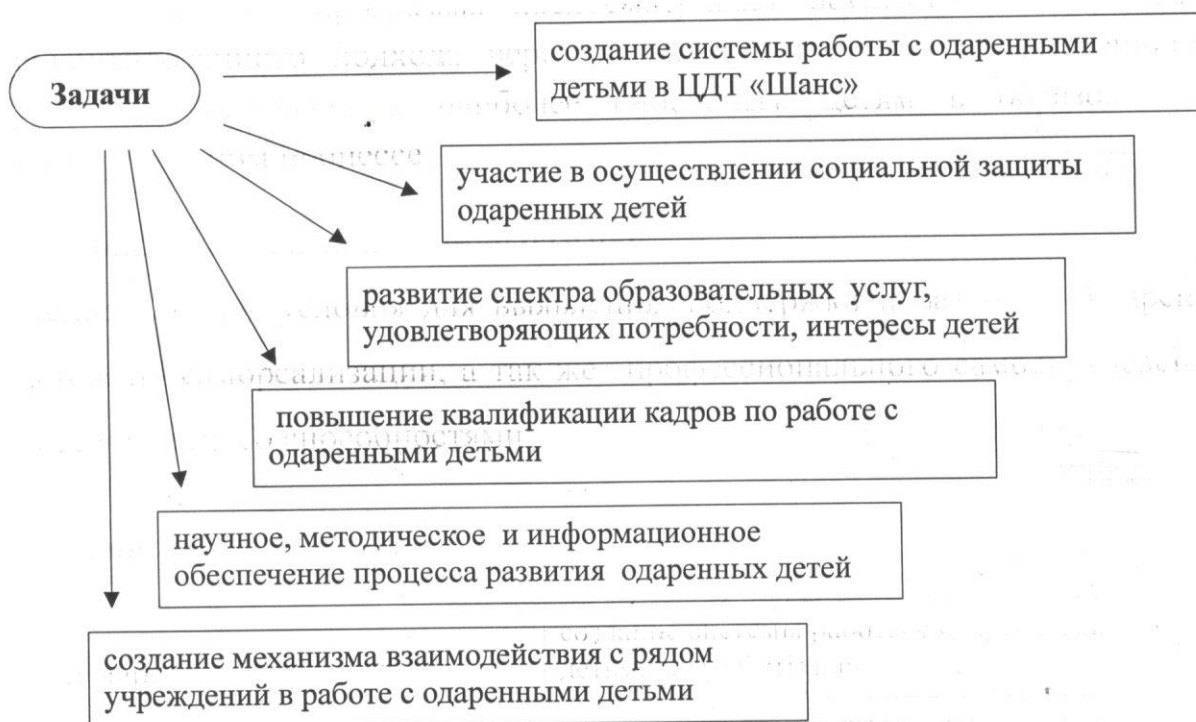 Задачи
создание системы работы с одаренными
детьми в ЦДТ «Шанс»
участие в осуществлении социальной защиты
одаренных детей
развитие спектра образовательных услуг,
удовлетворяющих потребности, интересы детей
повышение квалификации кадров по работе с
одаренными детьми
научное, методическое и информационное
обеспечение процесса развития одаренных детей
создание механизма взаимодействия с рядом
учреждений в работе с одаренными детьми